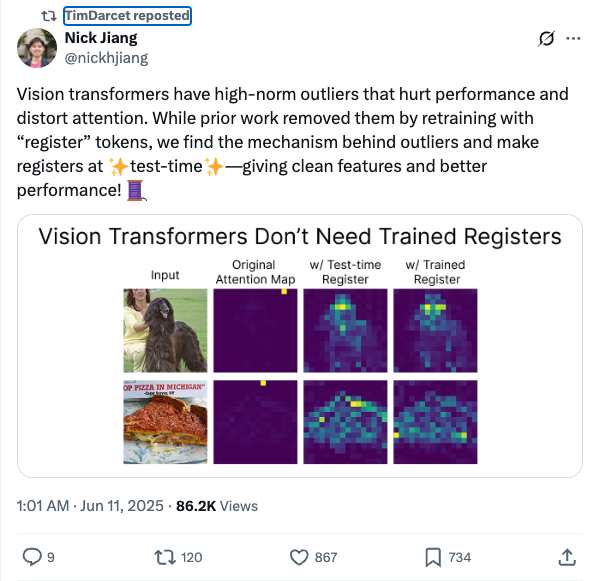 TimDarcet reposted
Nick Jiang
@nickhjiang
Vision transformers have high-norm outliers that hurt performance and
distort attention. While prior work removed them by retraining with
“register” tokens, we find the mechanism behind outliers and make
registers at ✨test-time✨—giving clean features and better
performance! 🧵
Vision Transformers Don’t Need Trained Registers
Input
Original
Attention Map
w/ Test-time
Register
w/ Trained
Register
OP PIZZA IN MICHIGAN"
1:01 AM · Jun 11, 2025 · 86.2K Views
9
120
867
734